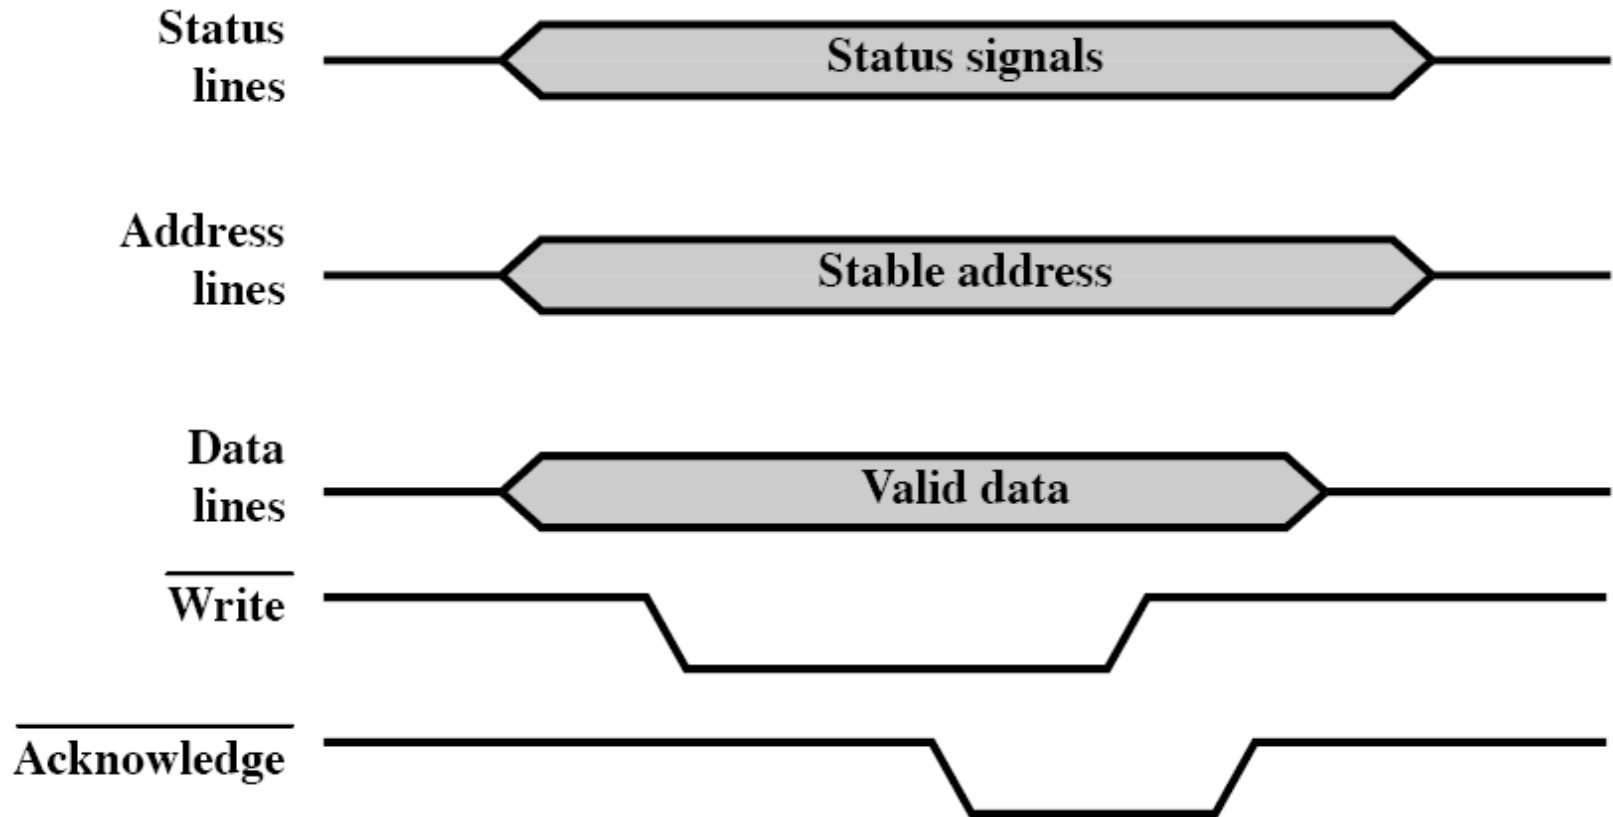 Status
lines
Status signals
Address
lines
Stable address
Data
lines
Valid data
Write
Acknowledge